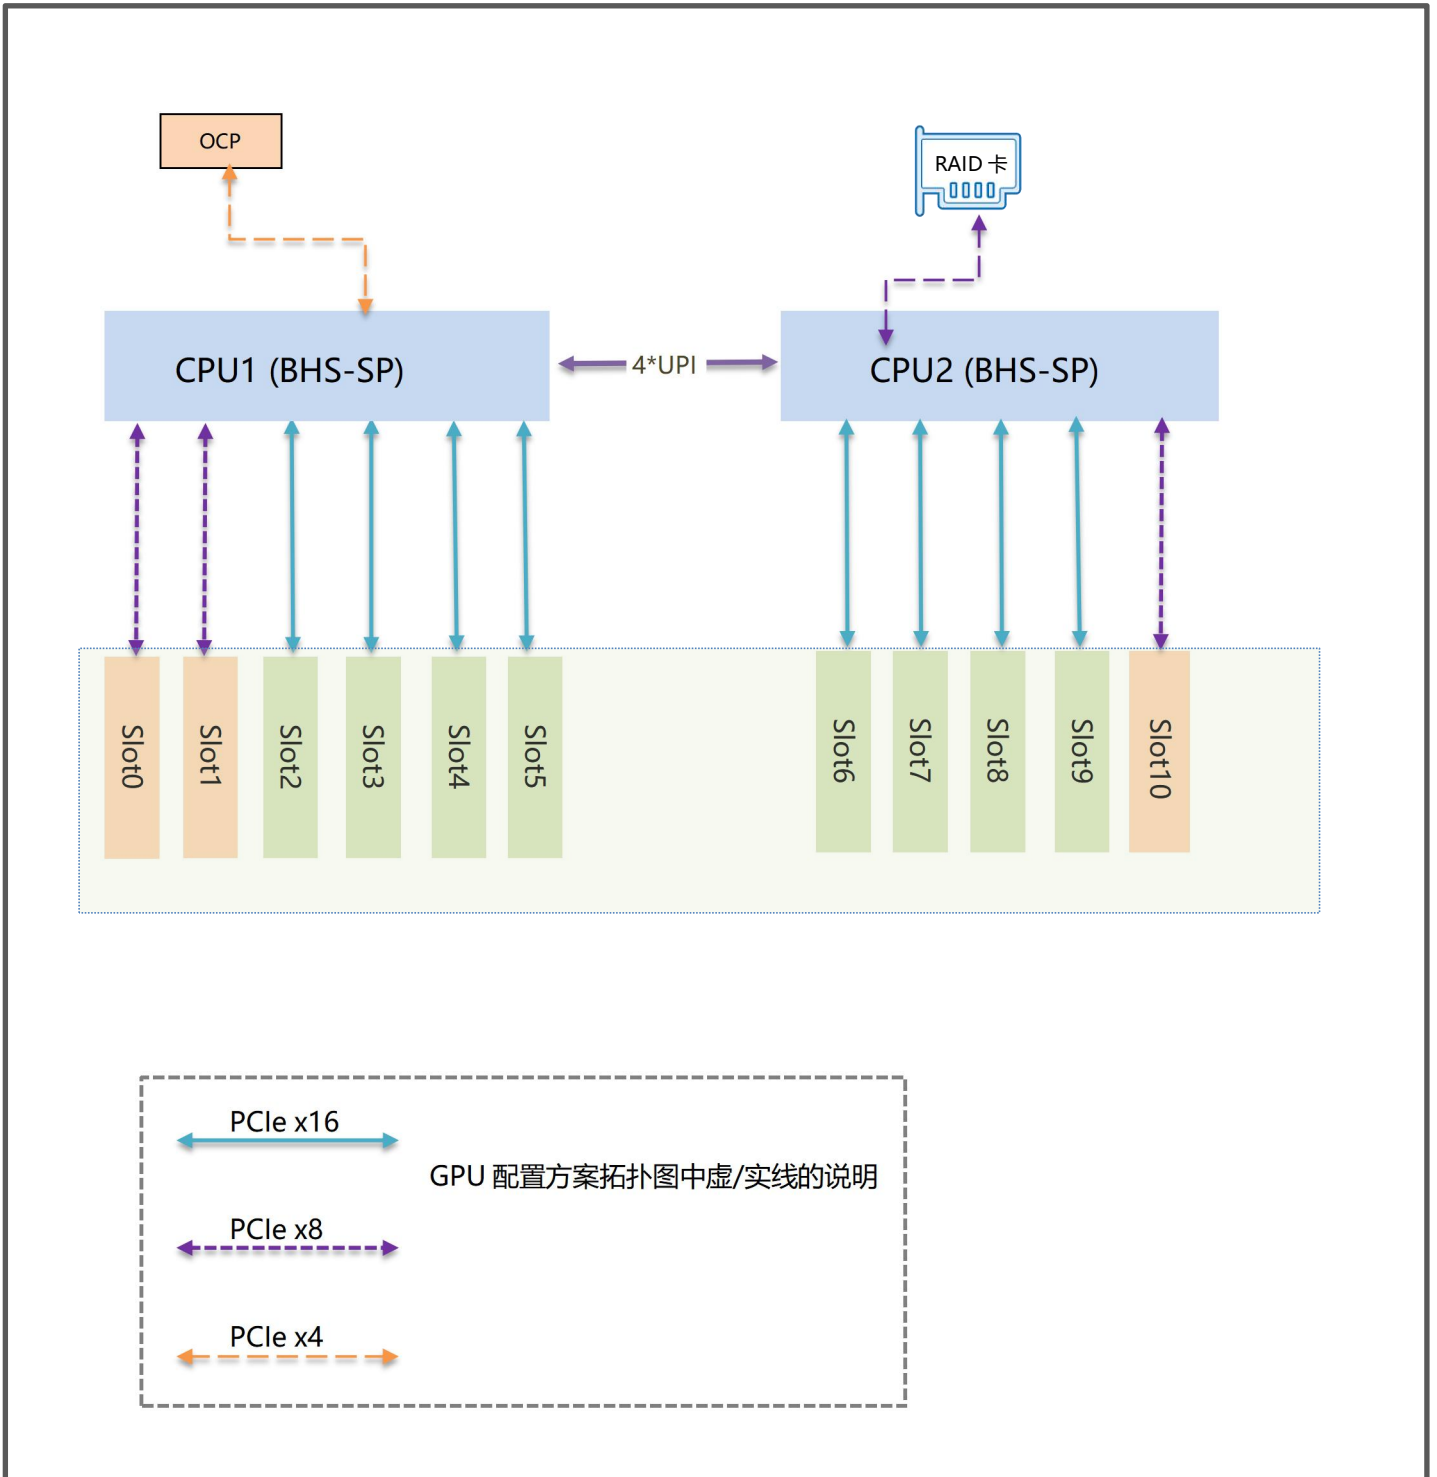 OCP
RAID 卡
CPU1 (BHS-SP)
4*UPI
CPU2 (BHS-SP)
Slot0
Slot1
Slot2
Slot3
Slot4
Slot5
Slot6
Slot7
Slot8
Slot9
Slot10
PCIe x16
GPU 配置方案拓扑图中虚/实线的说明
PCIe x8
PCIe x4